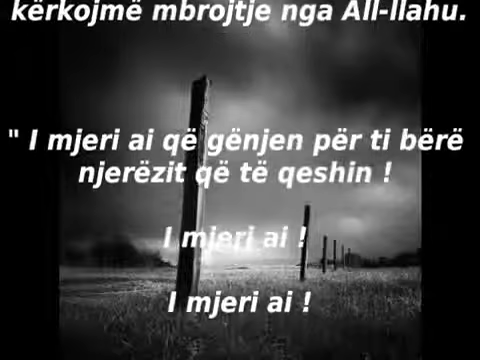 kërkojmë mbrojtje nga All-llahu.
" I mjeri ai që gënjen për ti bërë
njerëzit që të qeshin !
I mjeri ai !
I mjeri ai !